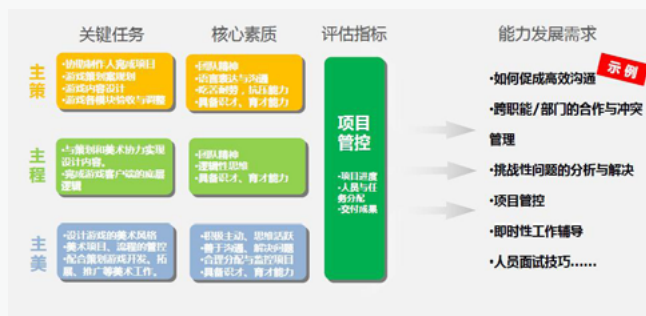 关键任务
核心素质
评估指标
能力发展需求
示例
主策
·协助制作人完成项目
·游戏策划案规划
·游戏内容设计
·游戏各模块验收与调整
·团队精神
·语言表达与沟通
·吃苦耐劳，抗压能力
·具备识才、育才能力
主程
·与策划和美术协力实现
设计内容。
·完成游戏客户端的底层
逻辑
·团队精神
·逻辑性思维
·具备识才、育才能力
主美
·设计游戏的美术风格
·美术项目、流程的管控
·配合策划游戏开发、拓
展、推广等美术工作。
·积极主动、思维活跃
·善于沟通、解决问题
·合理分配与监控项目
·具备识才、育才能力
项目
管控
·项目进度
·人员与任
务分配
·交付成果
·如何促成高效沟通
·跨职能/部门的合作与冲突
管理
·挑战性问题的分析与解决
·项目管控
·即时性工作辅导
·人员面试技巧......